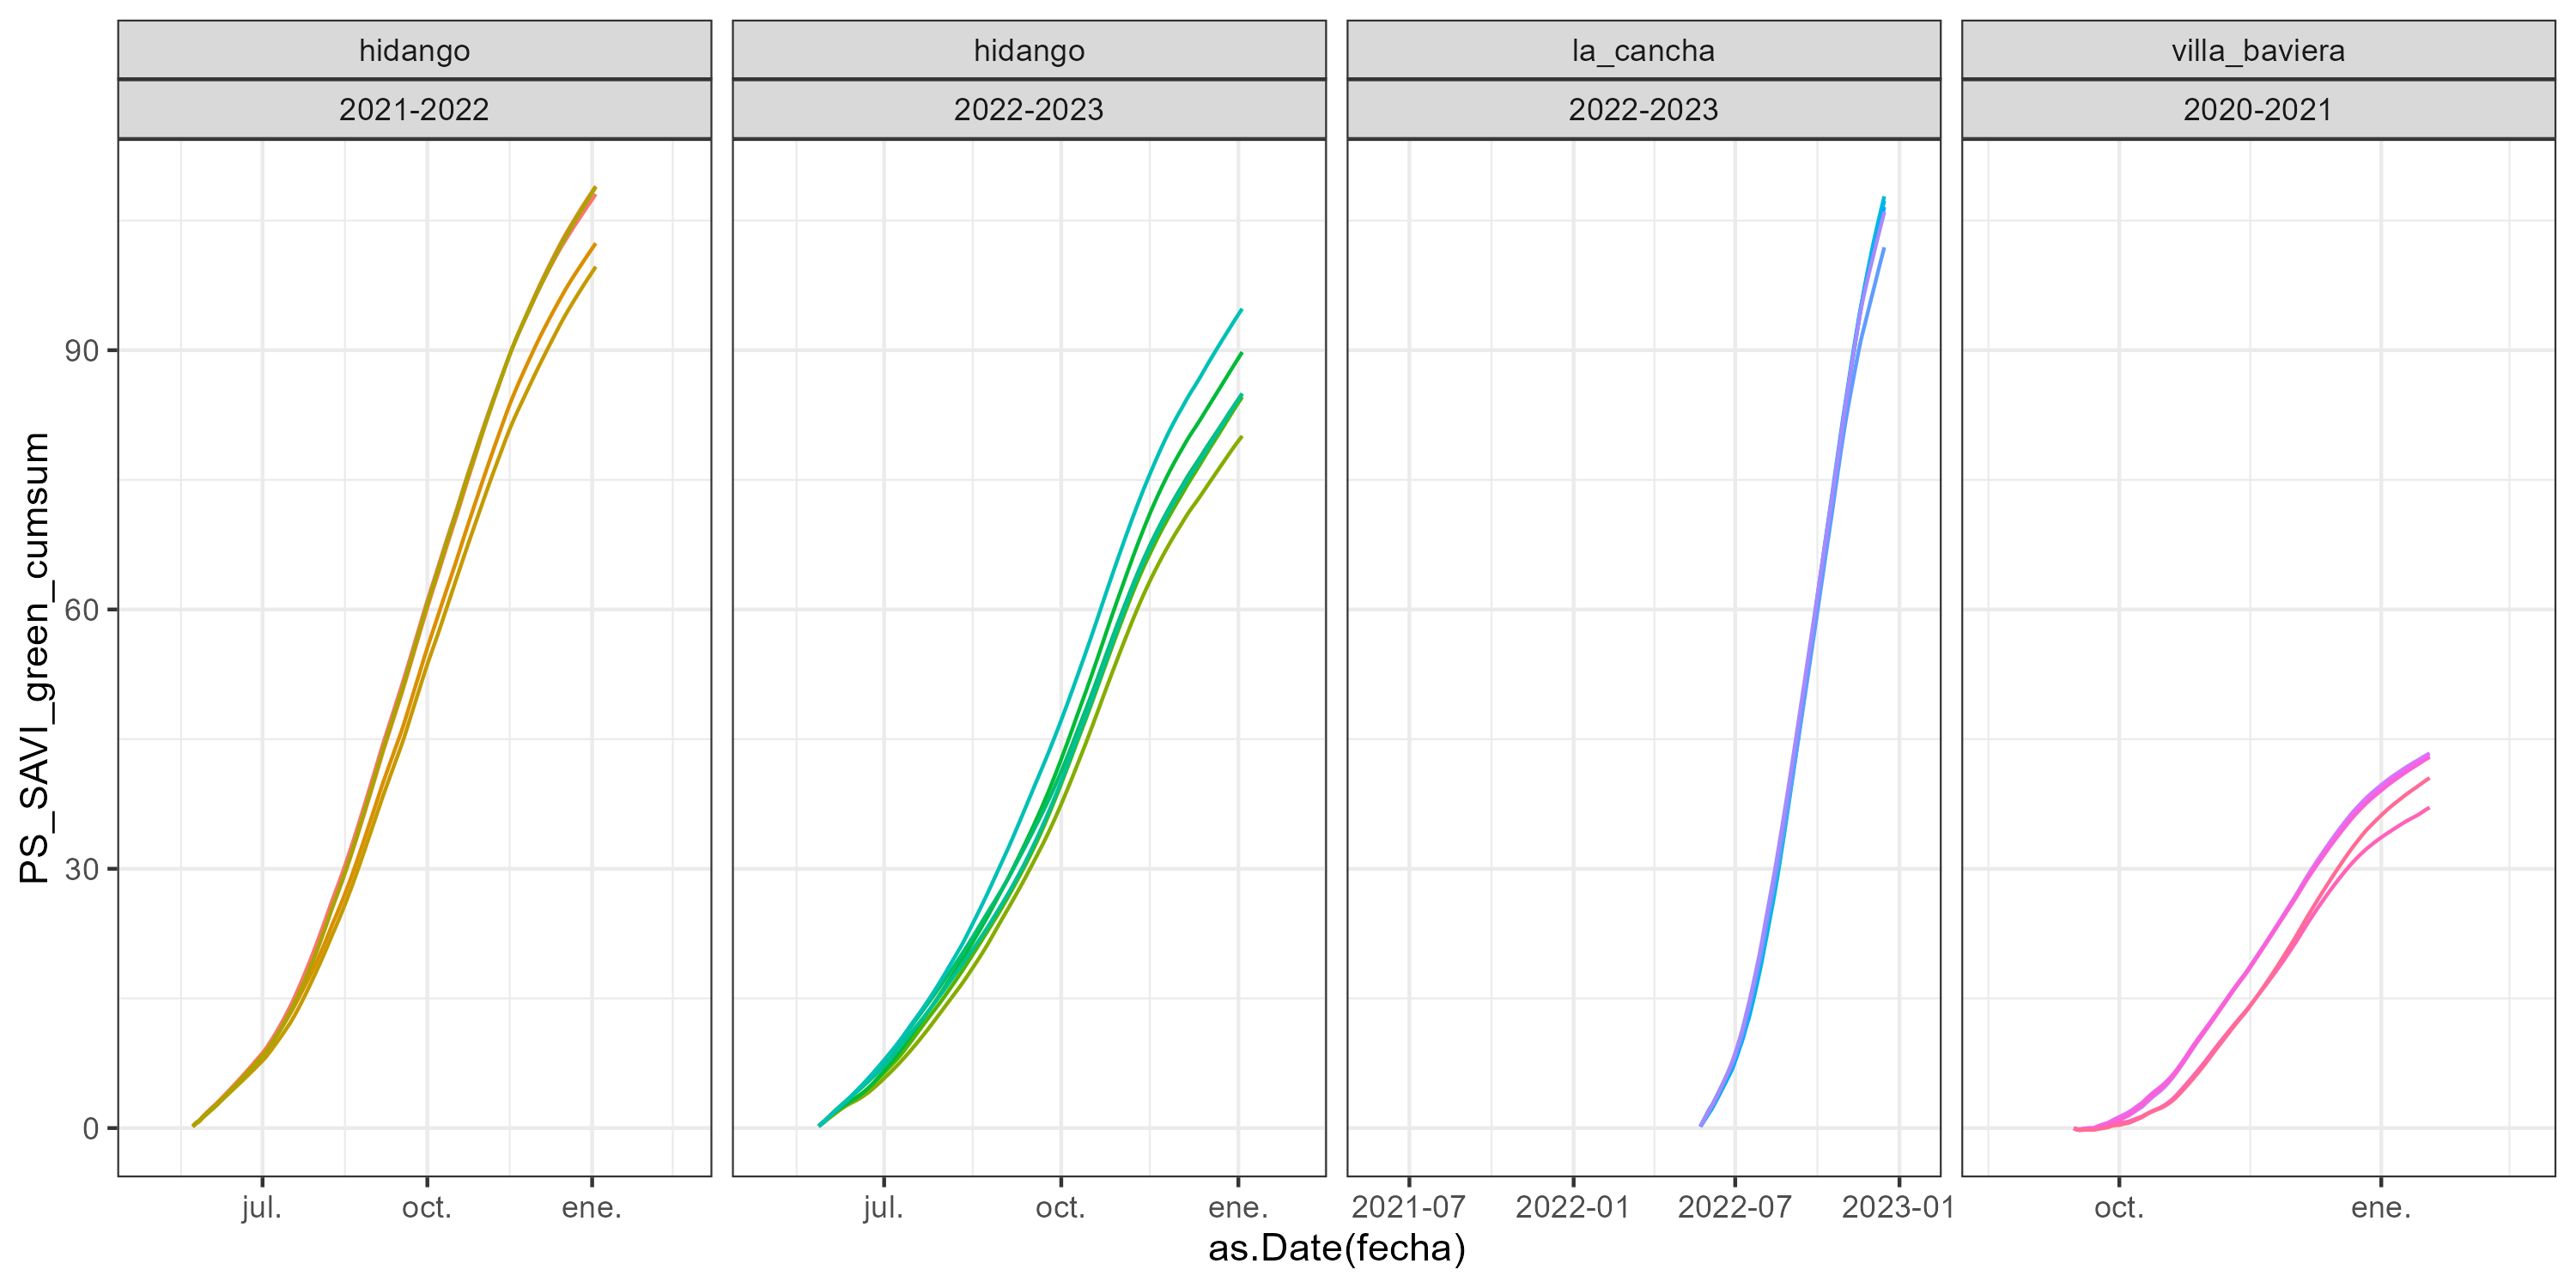 hidango hidango la_cancha villa_baviera
2021-2022 2022-2023 2022-2023 2020-2021
PS_SAVI_green_cumsum
90
60
30
0
jul. oct. ene. jul. oct. ene. 2021-07 2022-01 2022-07 2023-01 oct. ene.
as.Date(fecha)